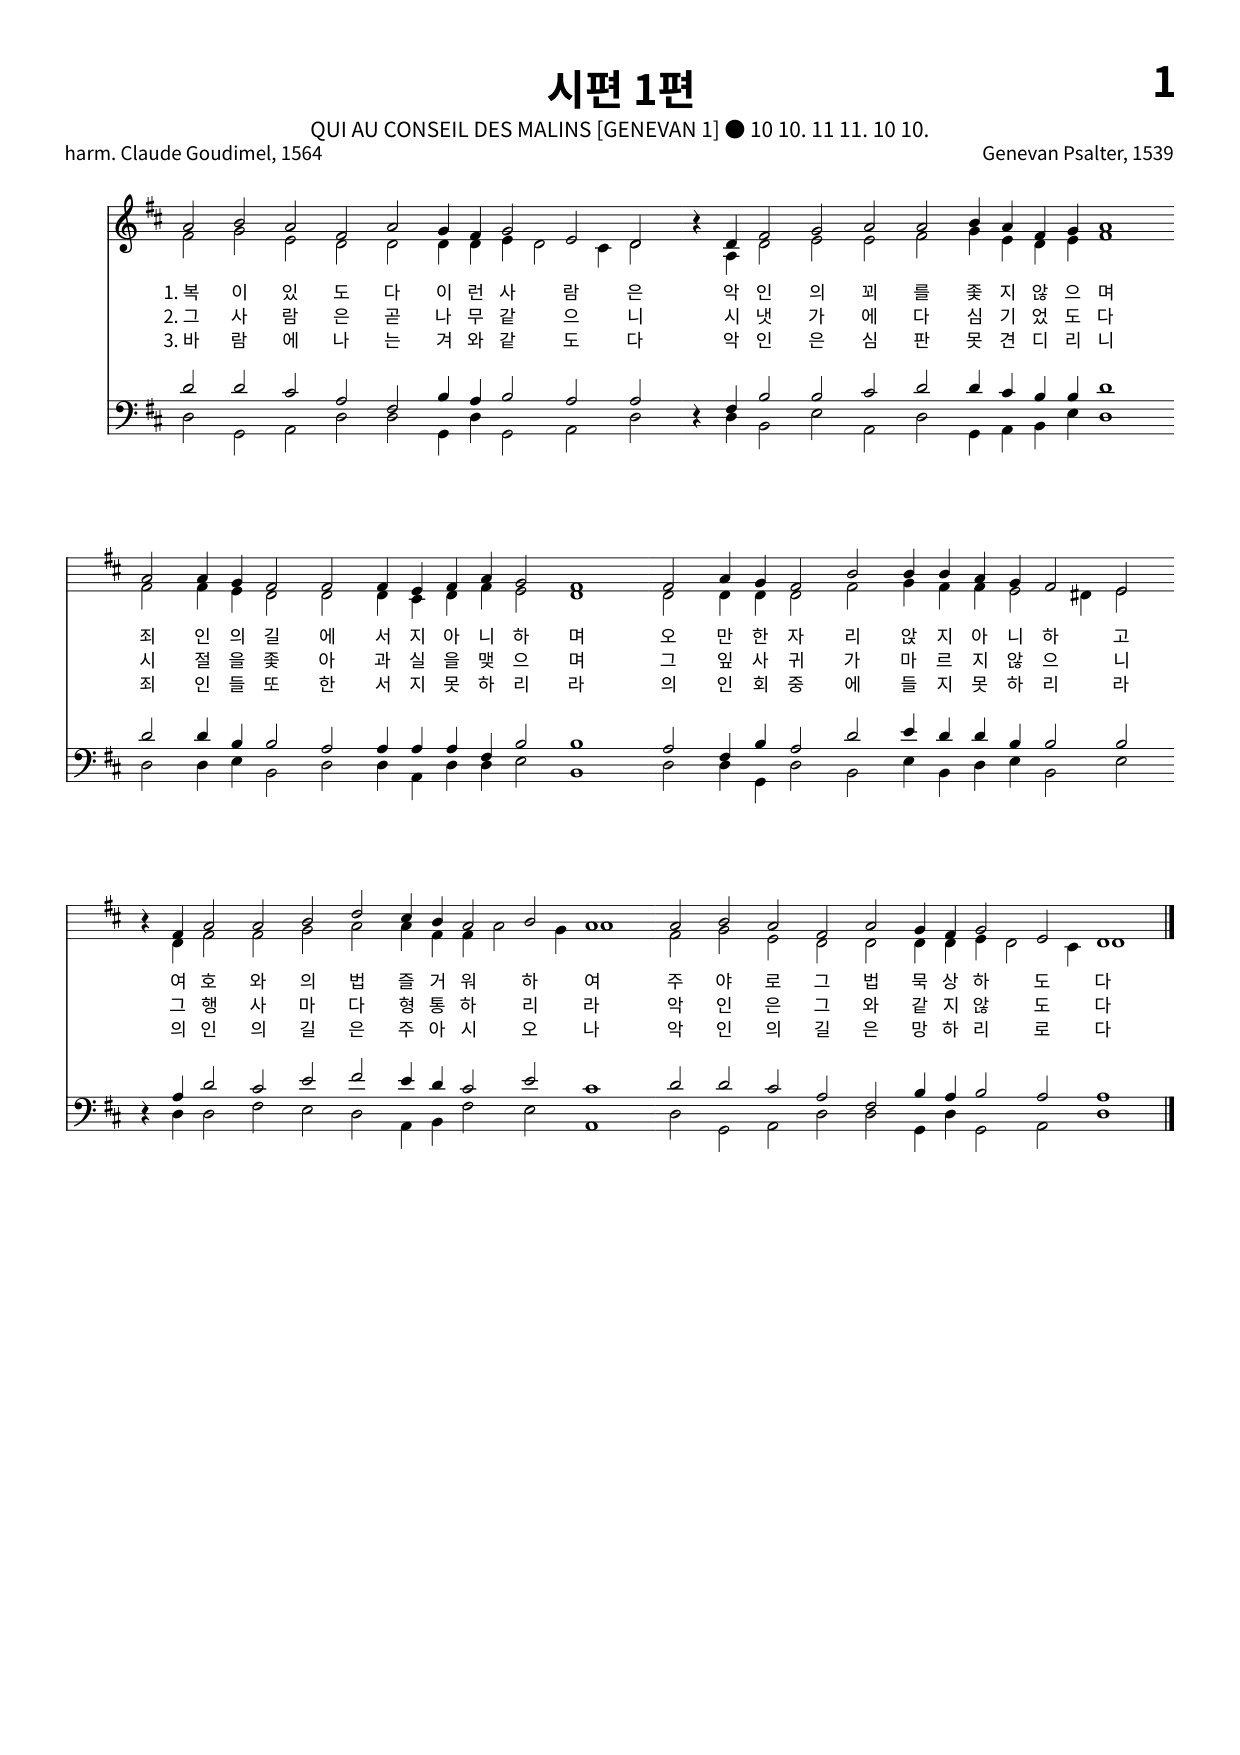 시편 1편
1
QUI AU CONSEIL DES MALINS [GENEVAN 1] ● 10 10. 11 11. 10 10.
harm. Claude Goudimel, 1564
Genevan Psalter, 1539
1. 복 이 있 도 다 이 런 사 람 은 악 인 의 꾀 를 좇 지 않 으 며
2. 그 사 람 은 곧 나 무 같 으 니 시 냇 가 에 다 심 기 었 도 다
3. 바 람 에 나 는 겨 와 같 도 다 악 인 은 심 판 못 견 디 리 니
죄 인 의 길 에 서 지 아 니 하 며 오 만 한 자 리 앉 지 아 니 하 고
시 절 을 좇 아 과 실 을 맺 으 며 그 잎 사 귀 가 마 르 지 않 으 니
죄 인 들 또 한 서 지 못 하 리 라 의 인 회 중 에 들 지 못 하 리 라
여 호 와 의 법 즐 거 워 하 여 주 야 로 그 법 묵 상 하 도 다
그 행 사 마 다 형 통 하 리 라 악 인 은 그 와 같 지 않 도 다
의 인 의 길 은 주 아 시 오 나 악 인 의 길 은 망 하 리 로 다